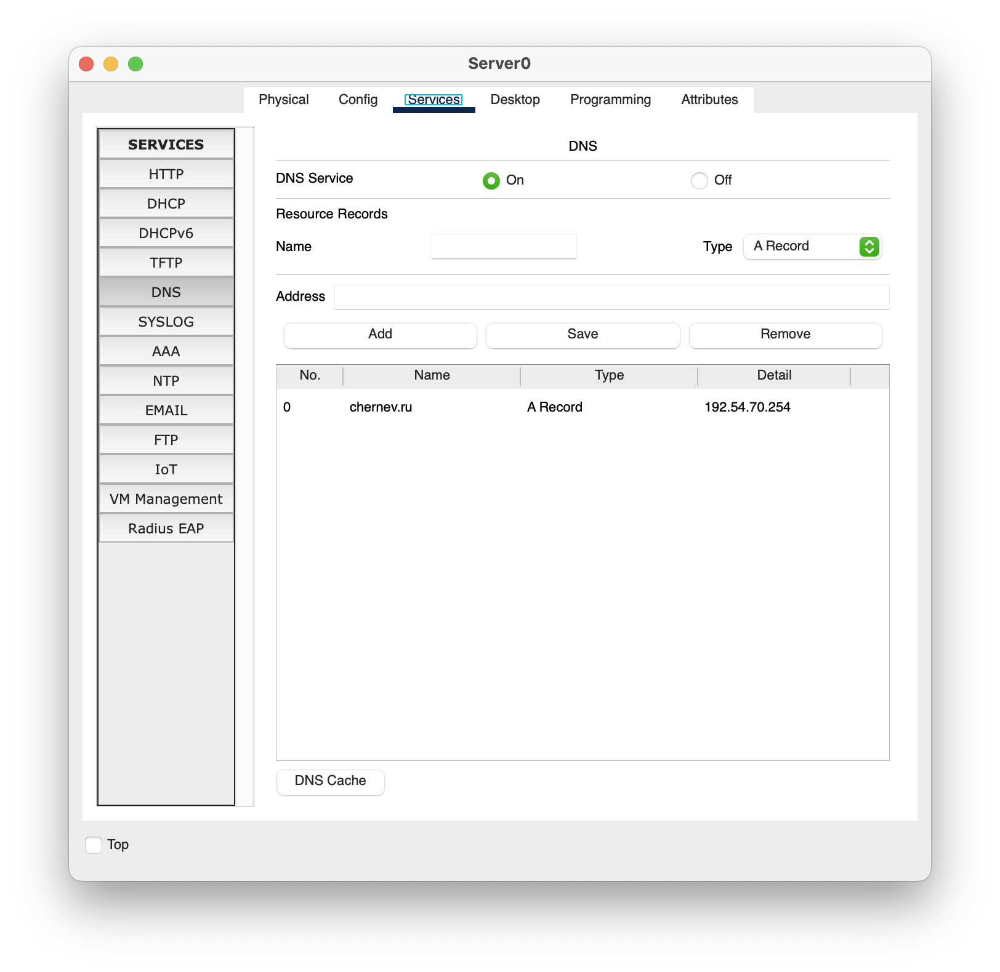 Server0
Physical Config Services Desktop Programming Attributes
SERVICES
HTTP
DHCP
DHCPv6
TFTP
DNS
SYSLOG
AAA
NTP
EMAIL
FTP
IoT
VM Management
Radius EAP
DNS
DNS Service On Off
Resource Records
Name Type A Record
Address
Add Save Remove
No. Name Type Detail
0 chernev.ru A Record 192.54.70.254
DNS Cache
Top